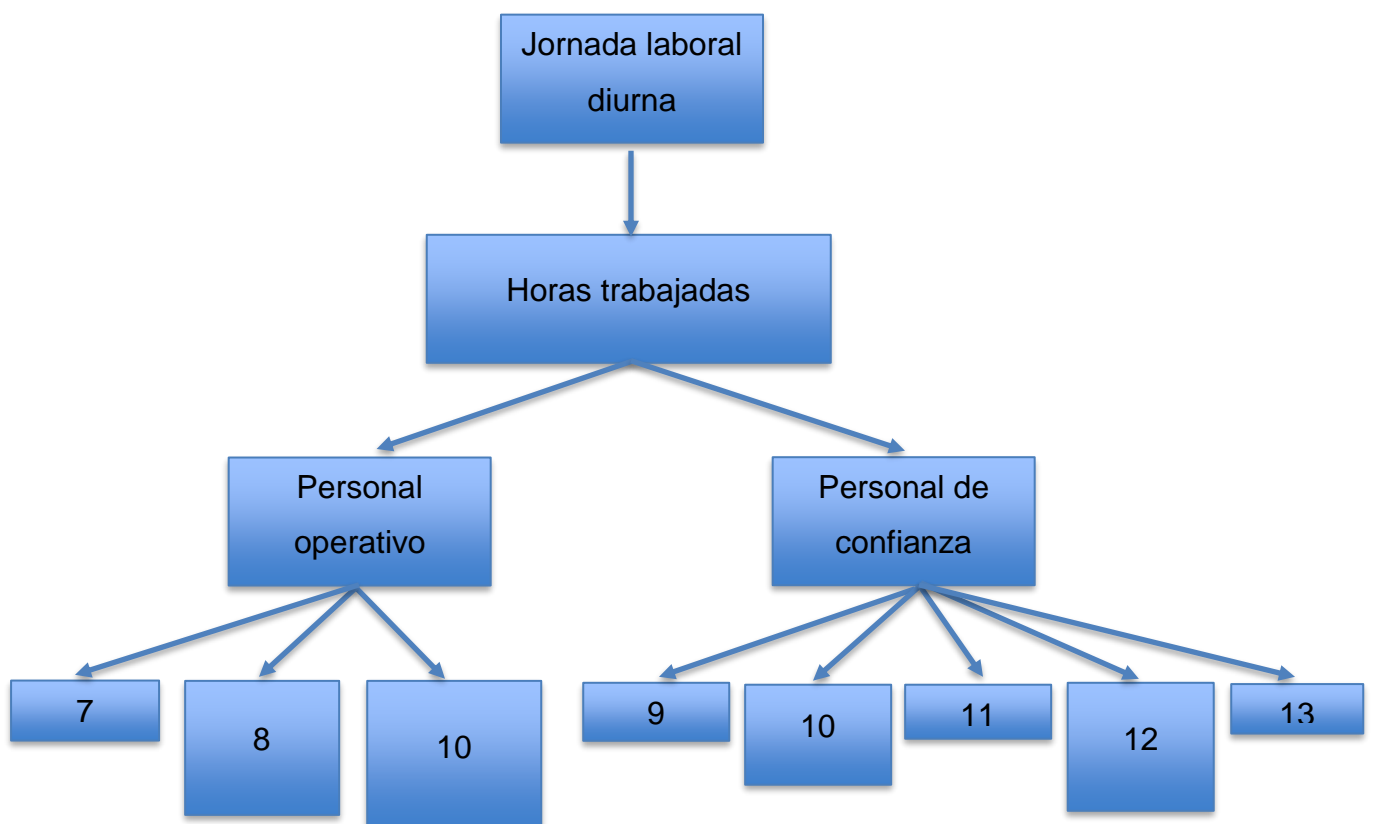 Jornada laboral
diurna
Horas trabajadas
Personal
operativo
Personal de
confianza
7
8
10
9
10
11
12
13